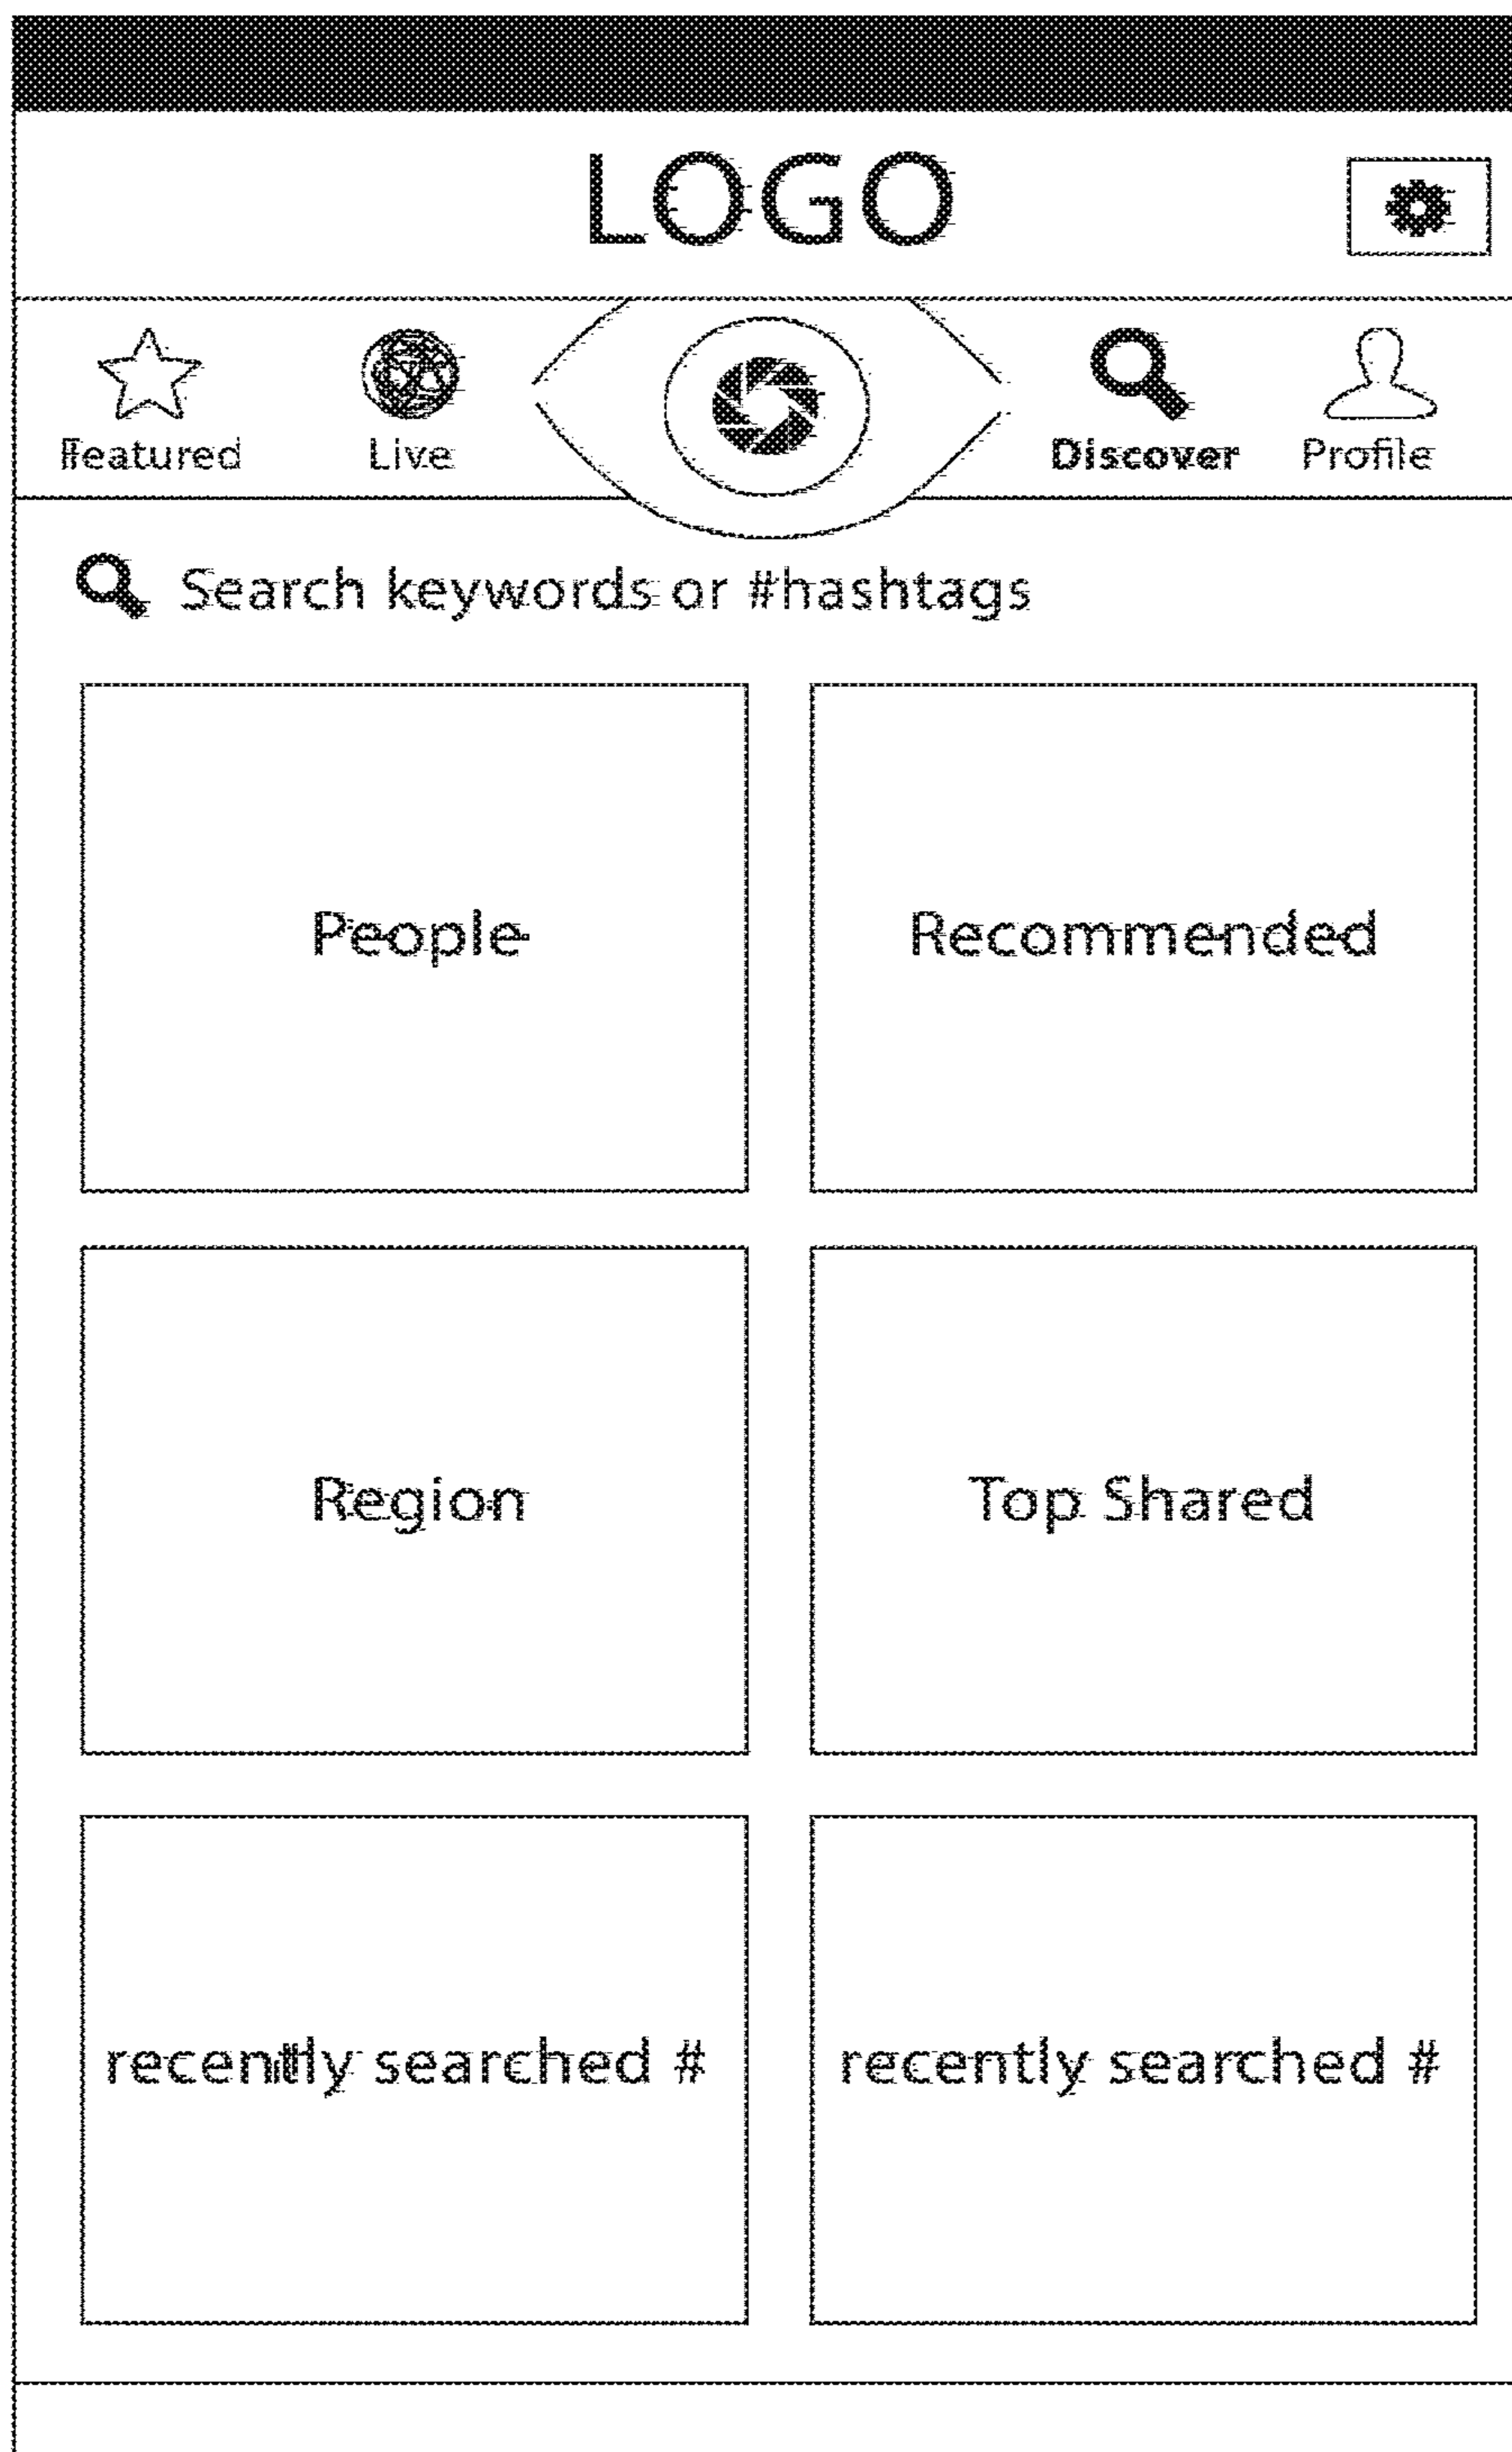 LOGO
Featured Live Discover Profile
Search keywords or #hashtags
People Recommended
Region Top Shared
recently searched # recently searched #